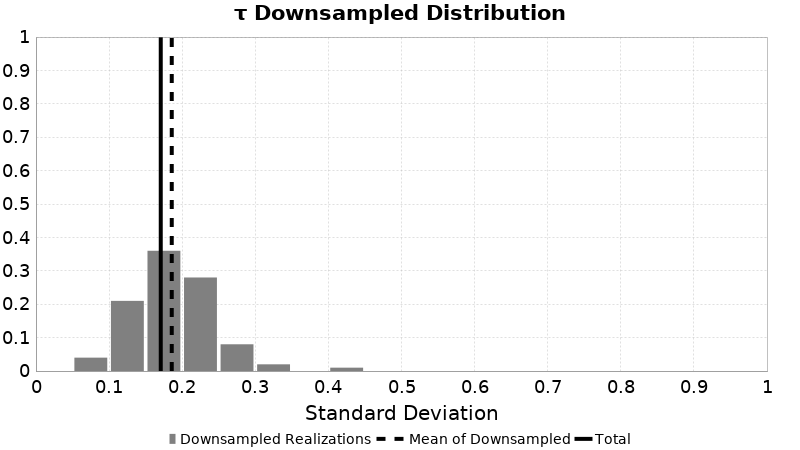 τ Downsampled Distribution
1
0.9
0.8
0.7
0.6
0.5
0.4
0.3
0.2
0.1
0
0 0.1 0.2 0.3 0.4 0.5 0.6 0.7 0.8 0.9 1
Standard Deviation
Downsampled Realizations Mean of Downsampled Total